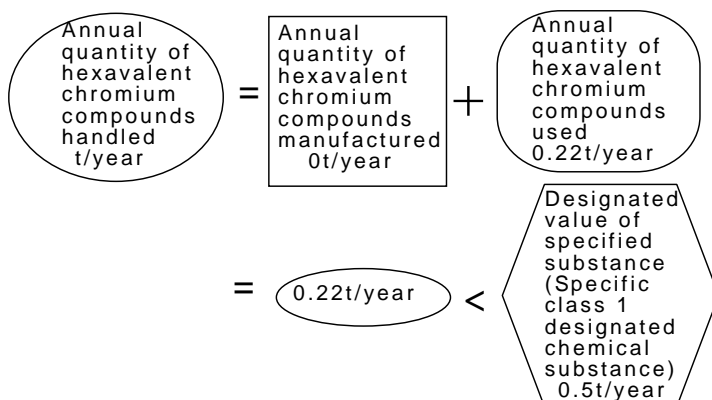 Annual
quantity of
hexavalent
chromium
compounds
handled
t/year
=
Annual
quantity of
hexavalent
chromium
compounds
manufactured
0t/year
+
Annual
quantity of
hexavalent
chromium
compounds
used
0.22t/year
=
0.22t/year
<
Designated
value of
specified
substance
(Specific
class 1
designated
chemical
substance)
0.5t/year